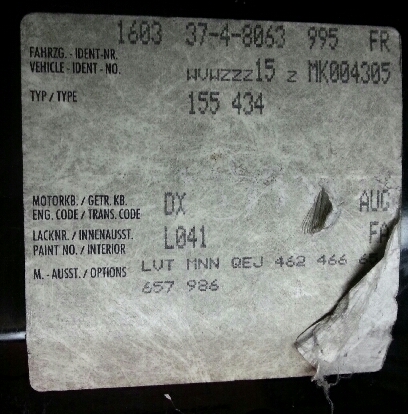 1603 37-4-8063 995 FR
FAHRZG. - IDENT-NR.
VEHICLE - IDENT - NO.
WVWZZZ15 Z MK004305
TYP / TYPE
155 434
MOTORKB. / GETR. KB.
ENG. CODE / TRANS. CODE
DX AUG
LACKNR. / INNENAUSST.
PAINT NO. / INTERIOR
L041 FA
M. - AUSST. / OPTIONS
LVT MNN QEJ 462 466
657 986